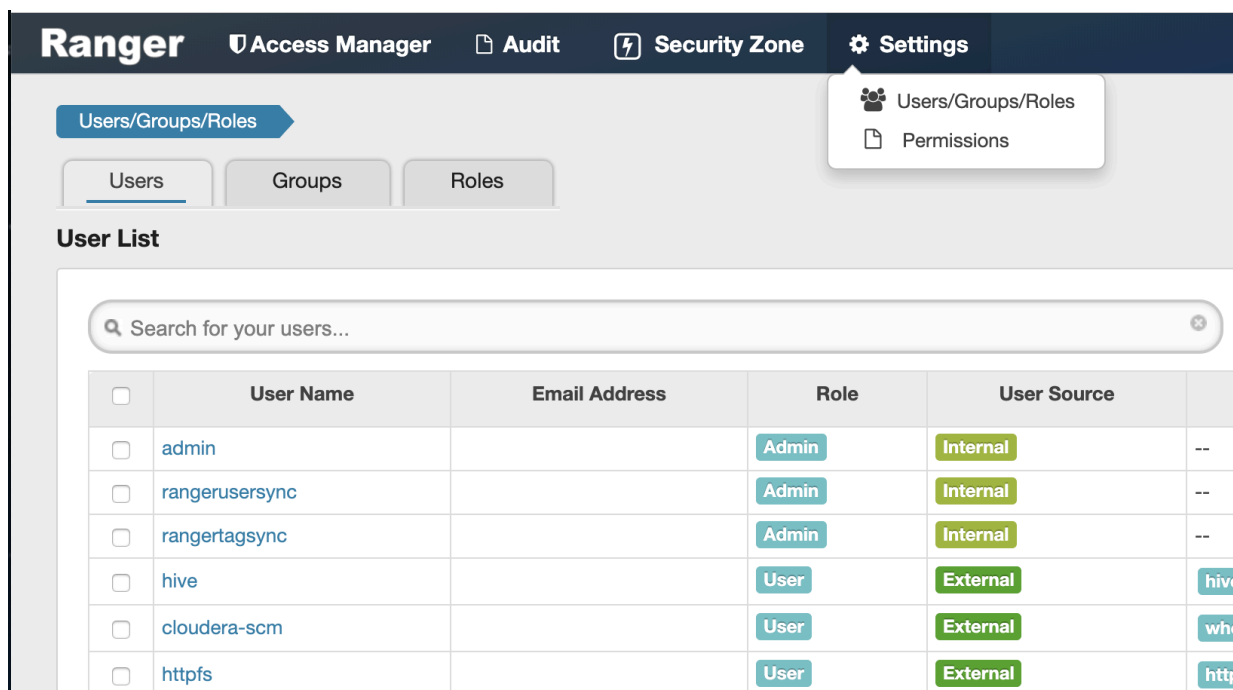 Ranger Access Manager Audit Security Zone Settings
Users/Groups/Roles
Permissions
Users/Groups/Roles
Users Groups Roles
User List
Search for your users...
User Name Email Address Role User Source
admin Admin Internal --
rangerusersync Admin Internal --
rangertagsync Admin Internal --
hive User External
cloudera-scm User External
httpfs User External